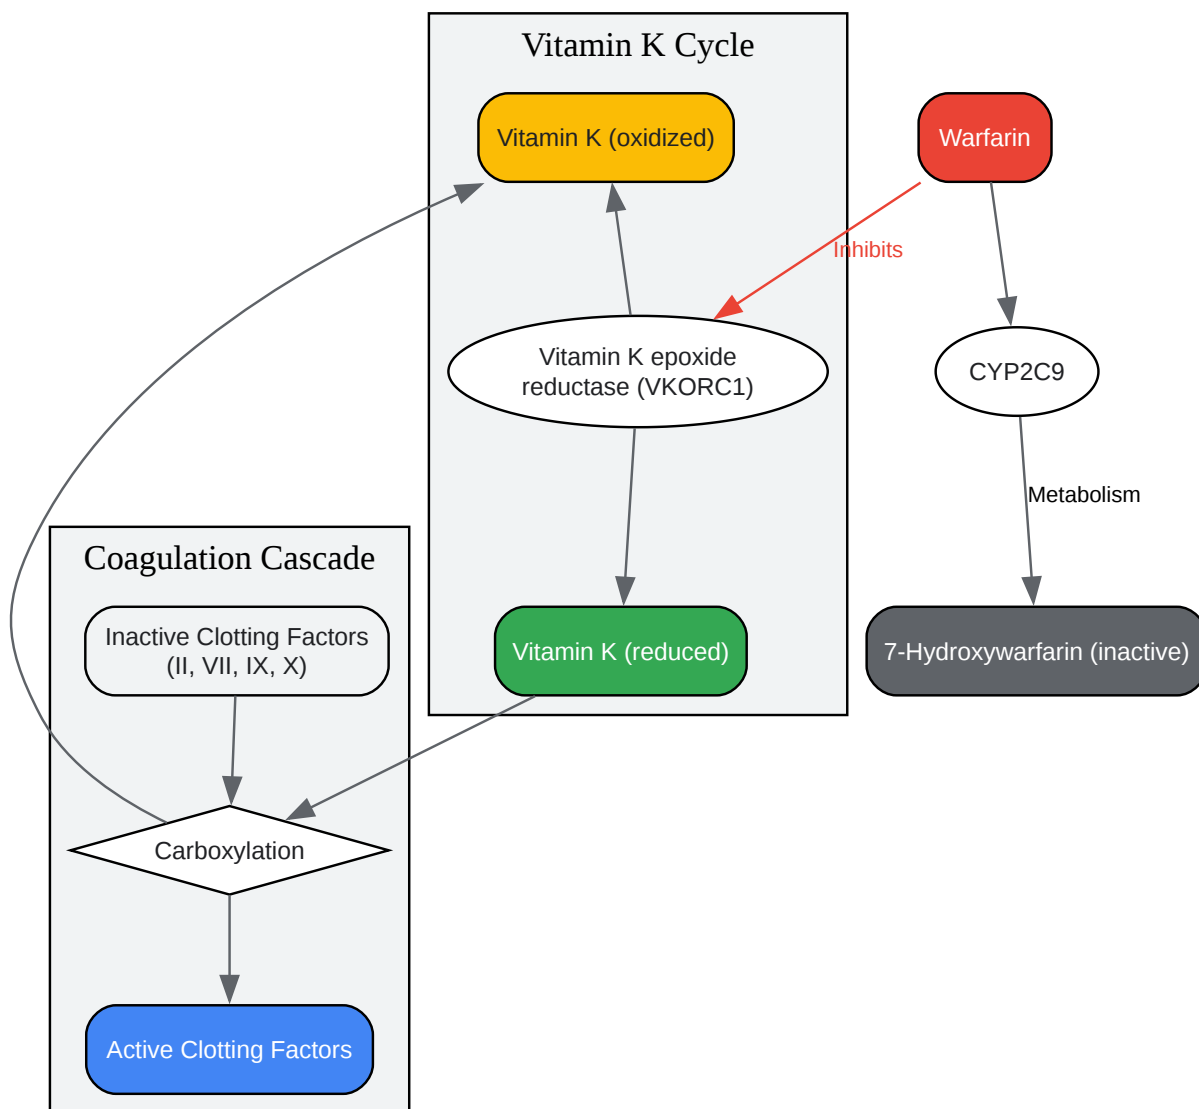 Vitamin K Cycle
Vitamin K (oxidized)
Warfarin
Inhibits
Vitamin K epoxide
reductase (VKORC1)
CYP2C9
Metabolism
Coagulation Cascade
Inactive Clotting Factors
(II, VII, IX, X)
Vitamin K (reduced)
7-Hydroxywarfarin (inactive)
Carboxylation
Active Clotting Factors